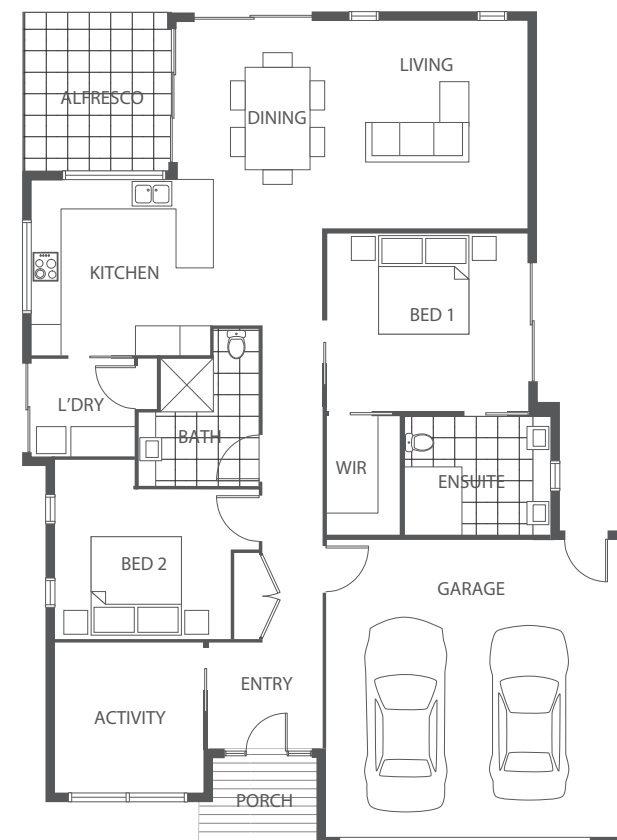 LIVING
ALFRESCO
DINING
KITCHEN
BED 1
L'DRY
BATH
WIR
ENSUITE
BED 2
GARAGE
ENTRY
ACTIVITY
PORCH